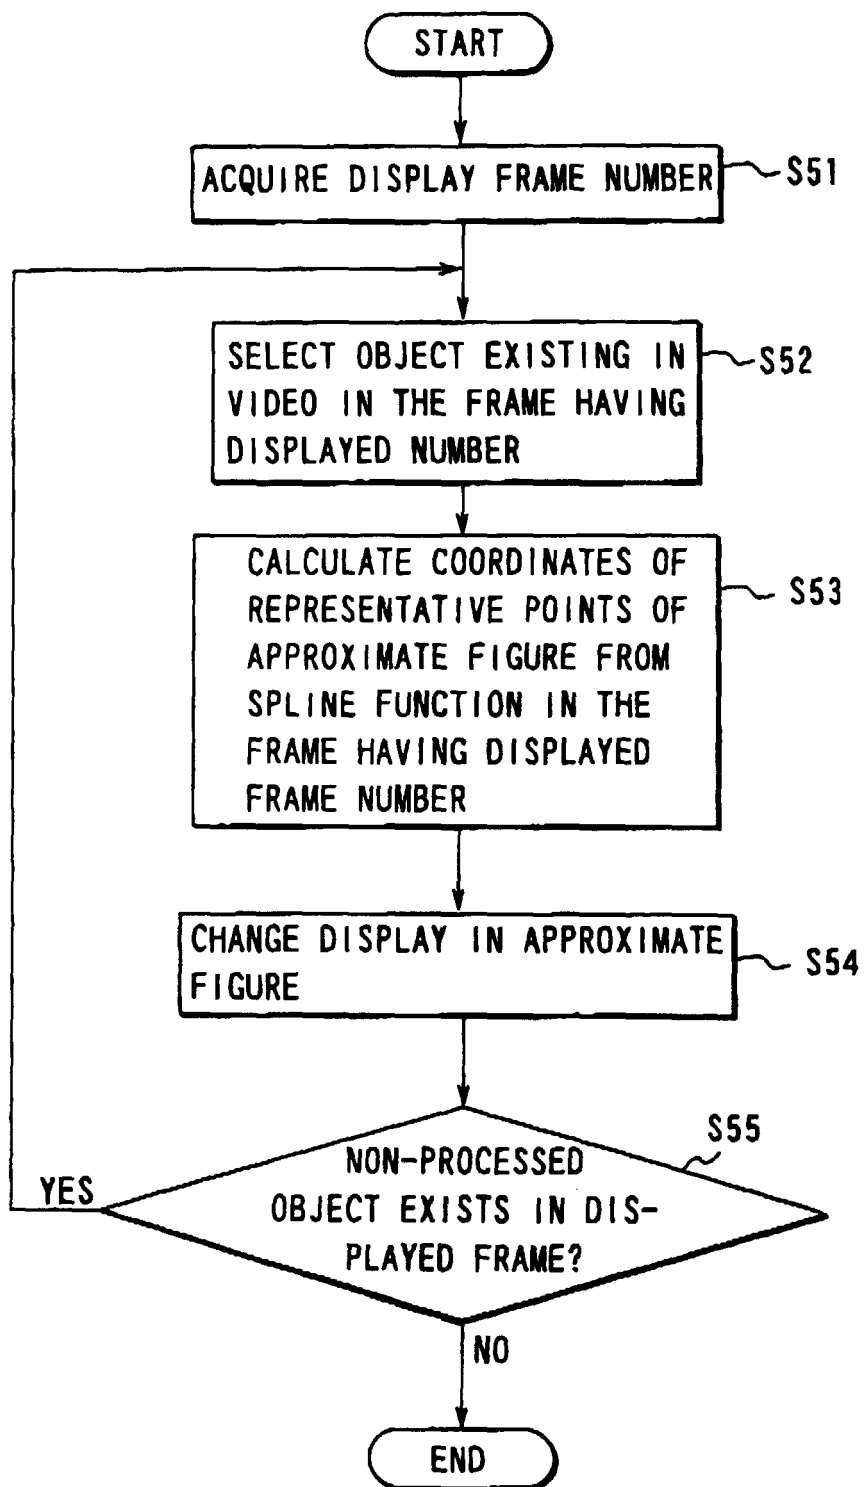 START
ACQUIRE DISPLAY FRAME NUMBER
S51
SELECT OBJECT EXISTING IN
VIDEO IN THE FRAME HAVING
DISPLAYED NUMBER
S52
CALCULATE COORDINATES OF
REPRESENTATIVE POINTS OF
APPROXIMATE FIGURE FROM
SPLINE FUNCTION IN THE
FRAME HAVING DISPLAYED
FRAME NUMBER
S53
CHANGE DISPLAY IN APPROXIMATE
FIGURE
S54
S55
NON-PROCESSED
OBJECT EXISTS IN DIS-
PLAYED FRAME?
YES
NO
END